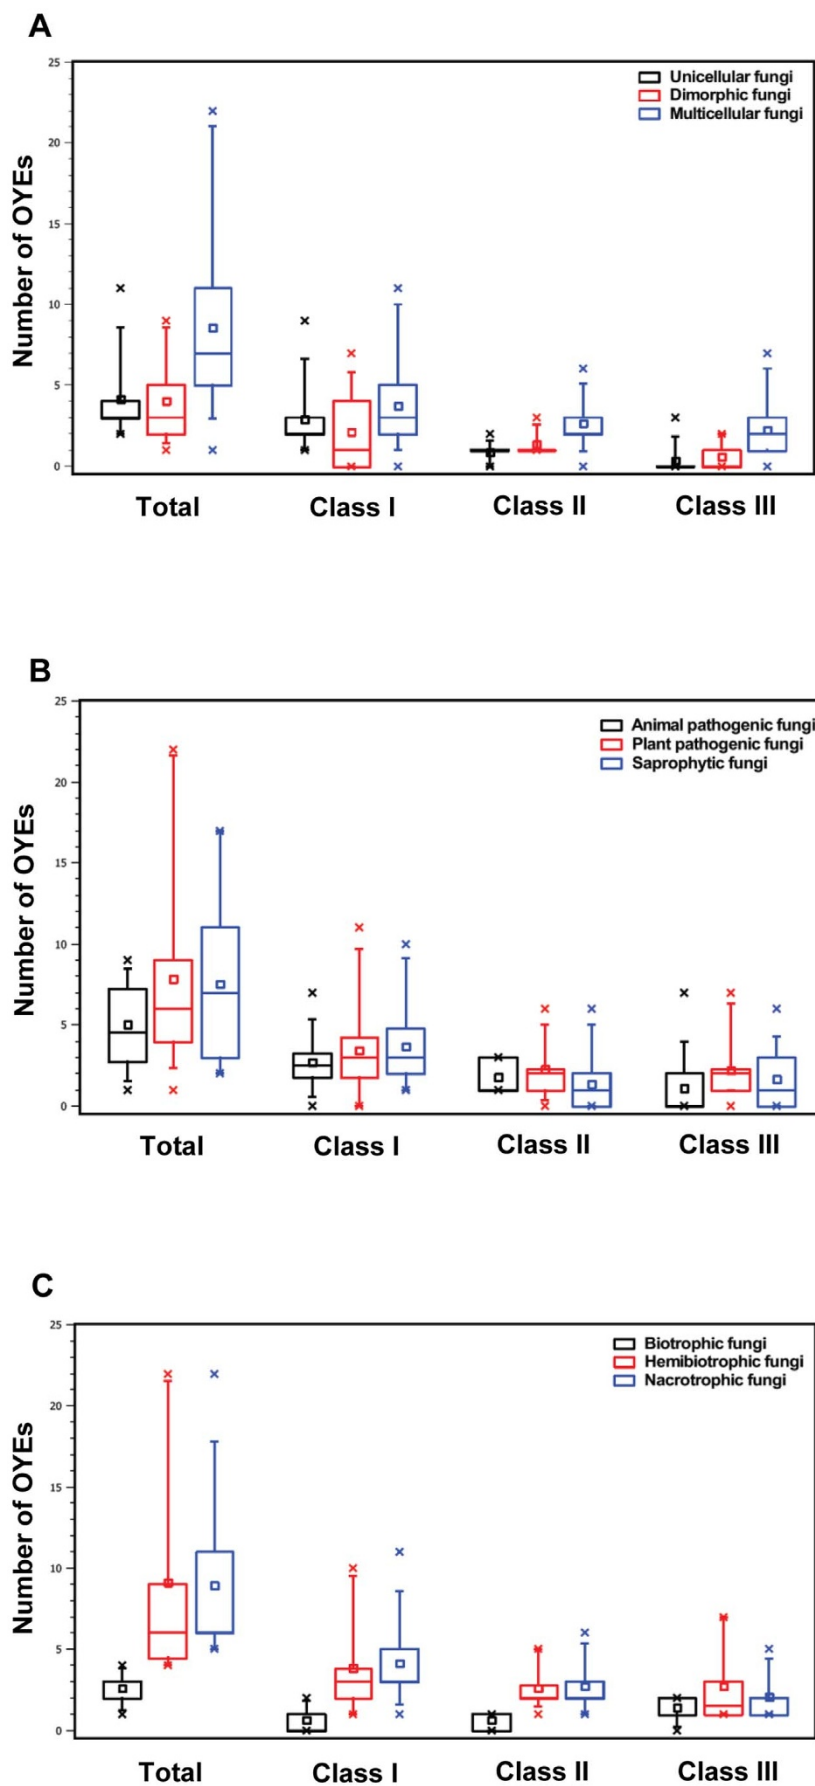 A
25
20
15
10
5
0
Number of OYEs
Unicellular fungi
Dimorphic fungi
Multicellular fungi
Total Class I Class II Class III
B
25
20
15
10
5
0
Number of OYEs
Animal pathogenic fungi
Plant pathogenic fungi
Saprophytic fungi
Total Class I Class II Class III
C
25
20
15
10
5
0
Number of OYEs
Biotrophic fungi
Hemibiotrophic fungi
Nacrotrophic fungi
Total Class I Class II Class III